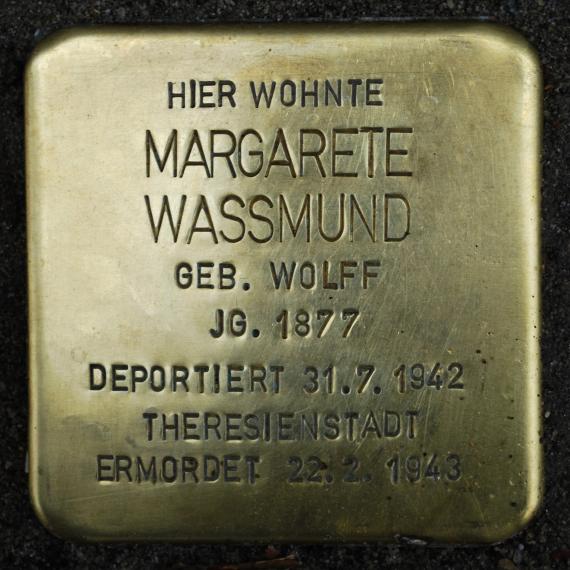 HIER WOHNTE
MARGARETE
WASSMUND
GEB. WOLFF
JG. 1877
DEPORTIERT 31.7.1942
THERESIENSTADT
ERMORDET 22.2.1943